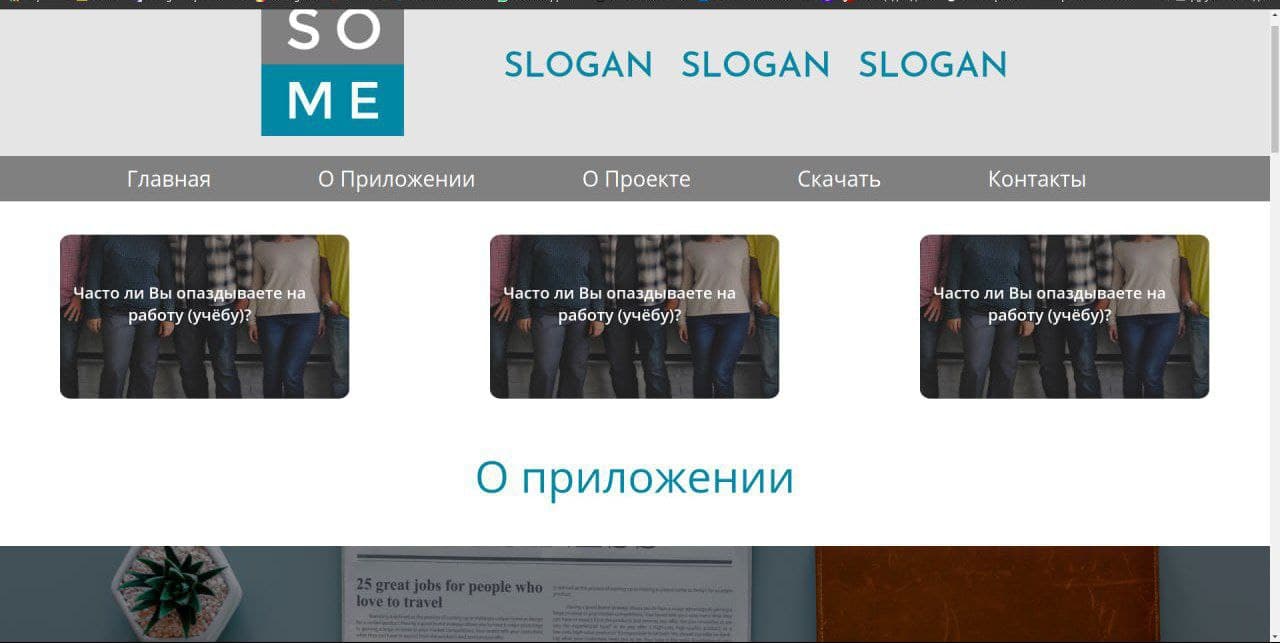 SO
ME
SLOGAN SLOGAN SLOGAN
Главная О Приложении О Проекте Скачать Контакты
Часто ли Вы опаздываете на
работу (учёбу)?
Часто ли Вы опаздываете на
работу (учёбу)?
Часто ли Вы опаздываете на
работу (учёбу)?
О приложении
25 great jobs for people who
love to travel